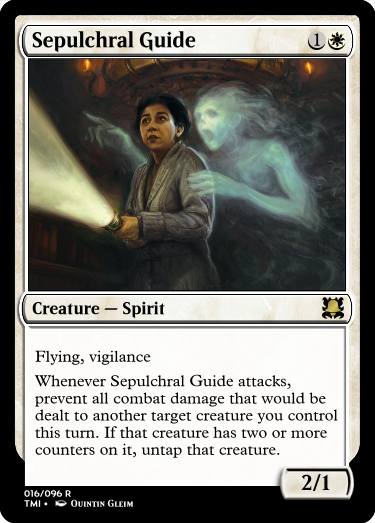 Sepulchral Guide 1
Creature — Spirit
Flying, vigilance
Whenever Sepulchral Guide attacks,
prevent all combat damage that would be
dealt to another target creature you control
this turn. If that creature has two or more
counters on it, untap that creature.
2/1
016/096 R
TMI • Quintin Gleim